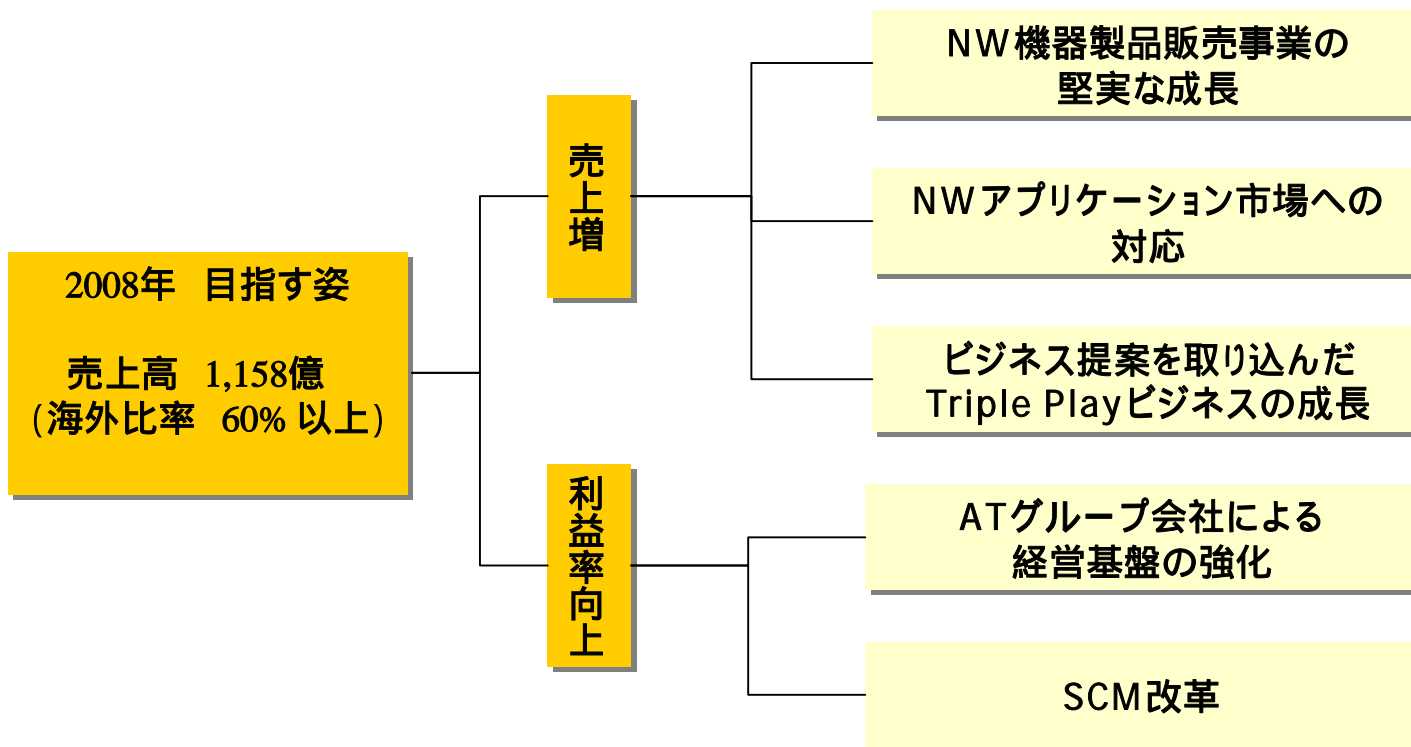 2008年 目指す姿
売上高 1,158億
(海外比率 60% 以上)
売上増
NW機器製品販売事業の
堅実な成長
NWアプリケーション市場への
対応
ビジネス提案を取り込んだ
Triple Playビジネスの成長
利益率向上
ATグループ会社による
経営基盤の強化
SCM改革